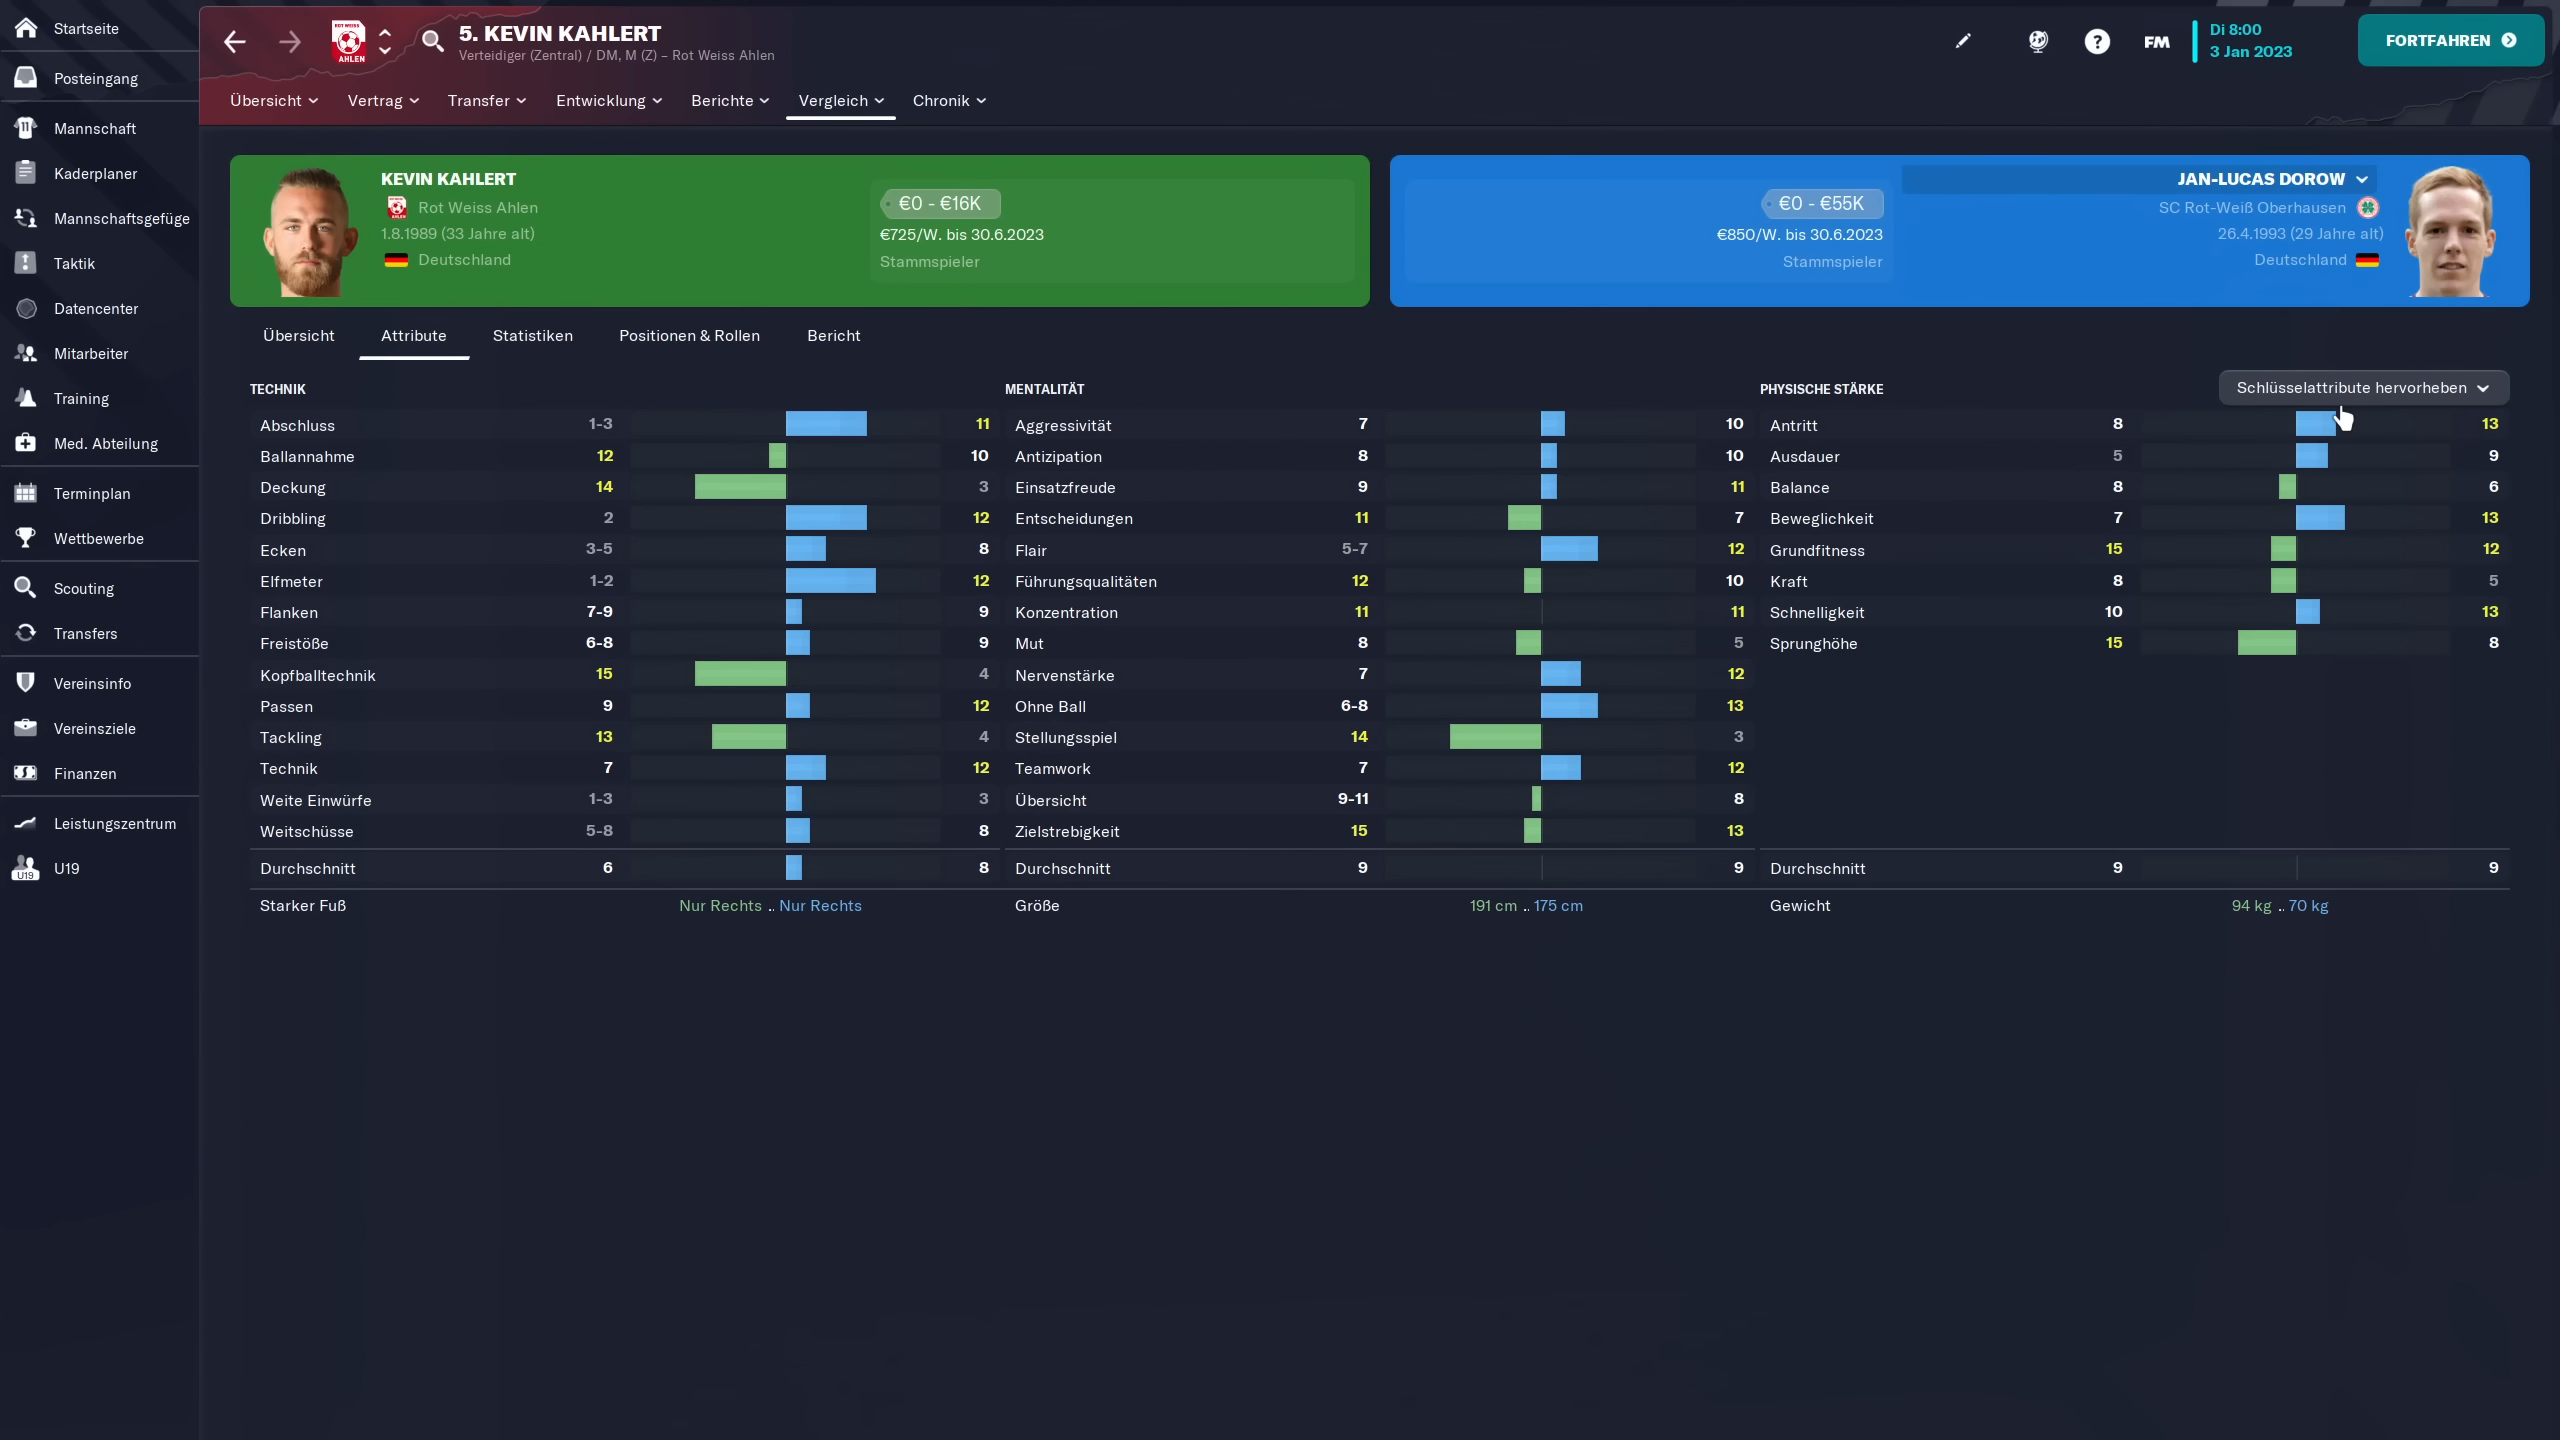 Startseite
Posteingang
Mannschaft
Kaderplaner
Mannschaftsgefüge
Taktik
Datencenter
Mitarbeiter
Training
Med. Abteilung
Terminplan
Wettbewerbe
Scouting
Transfers
Vereinsinfo
Vereinsziele
Finanzen
Leistungszentrum
U19 U19
ROT WEISS AHLEN
5. KEVIN KAHLERT
Verteidiger (Zentral) / DM, M (Z) – Rot Weiss Ahlen
FM
Di 8:00
3 Jan 2023
FORTFAHREN
Übersicht Vertrag Transfer Entwicklung Berichte Vergleich Chronik
KEVIN KAHLERT
Rot Weiss Ahlen
1.8.1989 (33 Jahre alt)
Deutschland
€0 - €16K
€725/W. bis 30.6.2023
Stammspieler
€0 - €55K
€850/W. bis 30.6.2023
Stammspieler
JAN-LUCAS DOROW
SC Rot-Weiß Oberhausen
26.4.1993 (29 Jahre alt)
Deutschland
Übersicht Attribute Statistiken Positionen & Rollen Bericht
Schlüsselattribute hervorheben
TECHNIK
Abschluss 1-3 11
Ballannahme 12 10
Deckung 14 3
Dribbling 2 12
Ecken 3-5 8
Elfmeter 1-2 12
Flanken 7-9 9
Freistöße 6-8 9
Kopfballtechnik 15 4
Passen 9 12
Tackling 13 4
Technik 7 12
Weite Einwürfe 1-3 3
Weitschüsse 5-8 8
Durchschnitt 6 8
Starker Fuß Nur Rechts .. Nur Rechts
MENTALITÄT
Aggressivität 7 10
Antizipation 8 10
Einsatzfreude 9 11
Entscheidungen 11 7
Flair 5-7 12
Führungsqualitäten 12 10
Konzentration 11 11
Mut 8 5
Nervenstärke 7 12
Ohne Ball 6-8 13
Stellungsspiel 14 3
Teamwork 7 12
Übersicht 9-11 8
Zielstrebigkeit 15 13
Durchschnitt 9 9
Größe 191 cm .. 175 cm
PHYSISCHE STÄRKE
Antritt 8 13
Ausdauer 5 9
Balance 8 6
Beweglichkeit 7 13
Grundfitness 15 12
Kraft 8 5
Schnelligkeit 10 13
Sprunghöhe 15 8
Durchschnitt 9 9
Gewicht 94 kg .. 70 kg